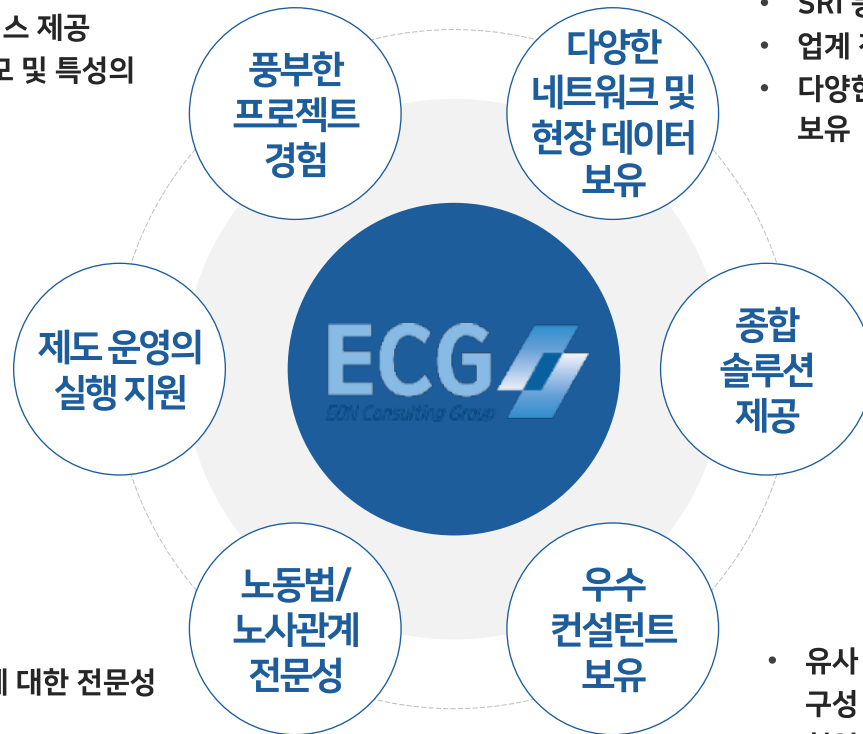 스 제공
및 특성의
풍부한
프로젝트
경험
다양한
네트워크 및
현장 데이터
보유
• SRI
• 업계
• 다양한
보유
제도 운영의
실행 지원
ECG
EON Consulting Group
종합
솔루션
제공
노동법/
노사관계
전문성
우수
컨설턴트
보유
대한 전문성
• 유사
구성